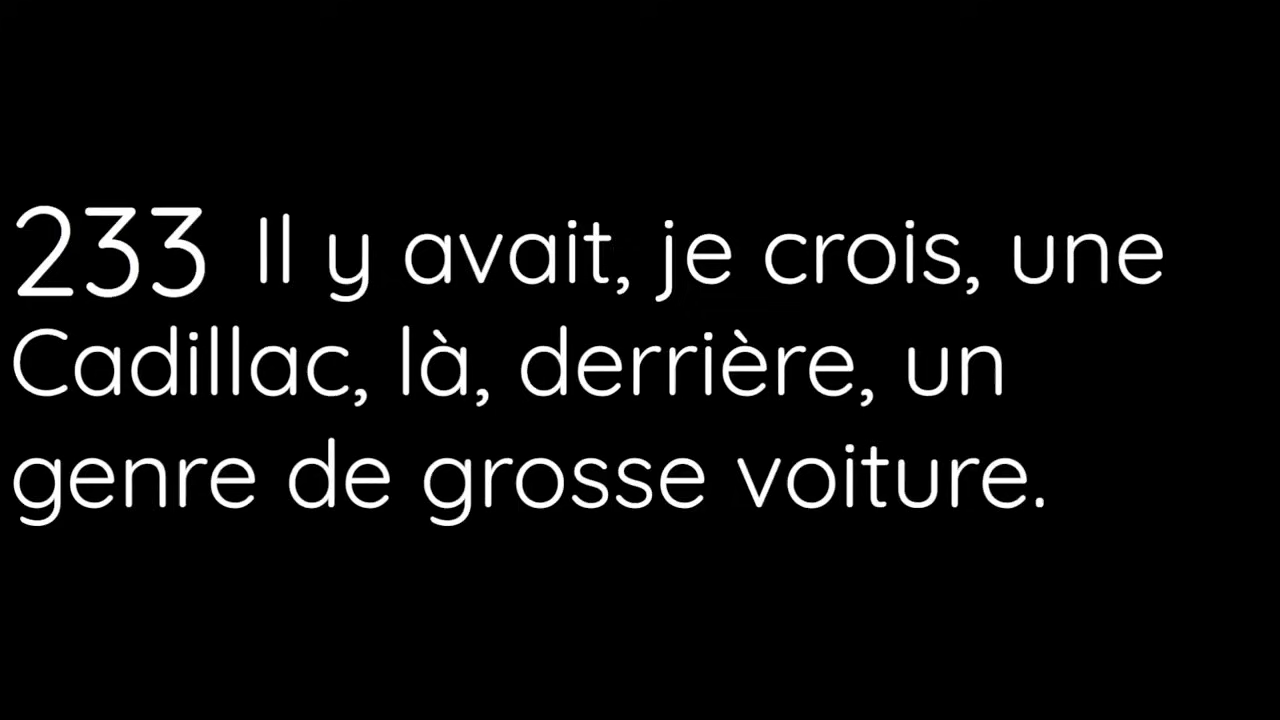 233 Il y avait, je crois, une
Cadillac, là, derrière, un
genre de grosse voiture.